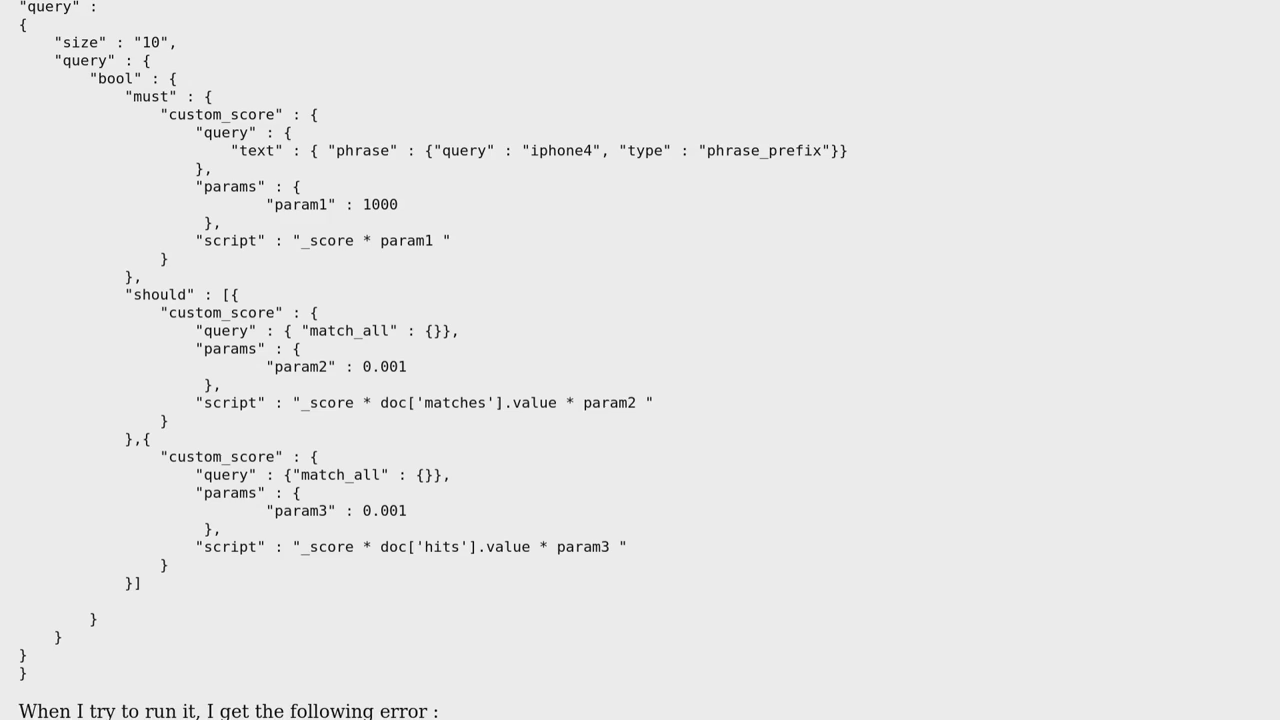 "query" :
{
    "size" : "10",
    "query" : {
        "bool" : {
            "must" : {
                "custom_score" : {
                    "query" : {
                        "text" : { "phrase" : {"query" : "iphone4", "type" : "phrase_prefix"}}
                    },
                    "params" : {
                            "param1" : 1000
                     },
                    "script" : "_score * param1 "
                }
            },
            "should" : [{
                "custom_score" : {
                    "query" : { "match_all" : {}},
                    "params" : {
                            "param2" : 0.001
                     },
                    "script" : "_score * doc['matches'].value * param2 "
                }
            },{
                "custom_score" : {
                    "query" : {"match_all" : {}},
                    "params" : {
                            "param3" : 0.001
                     },
                    "script" : "_score * doc['hits'].value * param3 "
                }
            }]

        }
    }
}
}
When I try to run it, I get the following error :